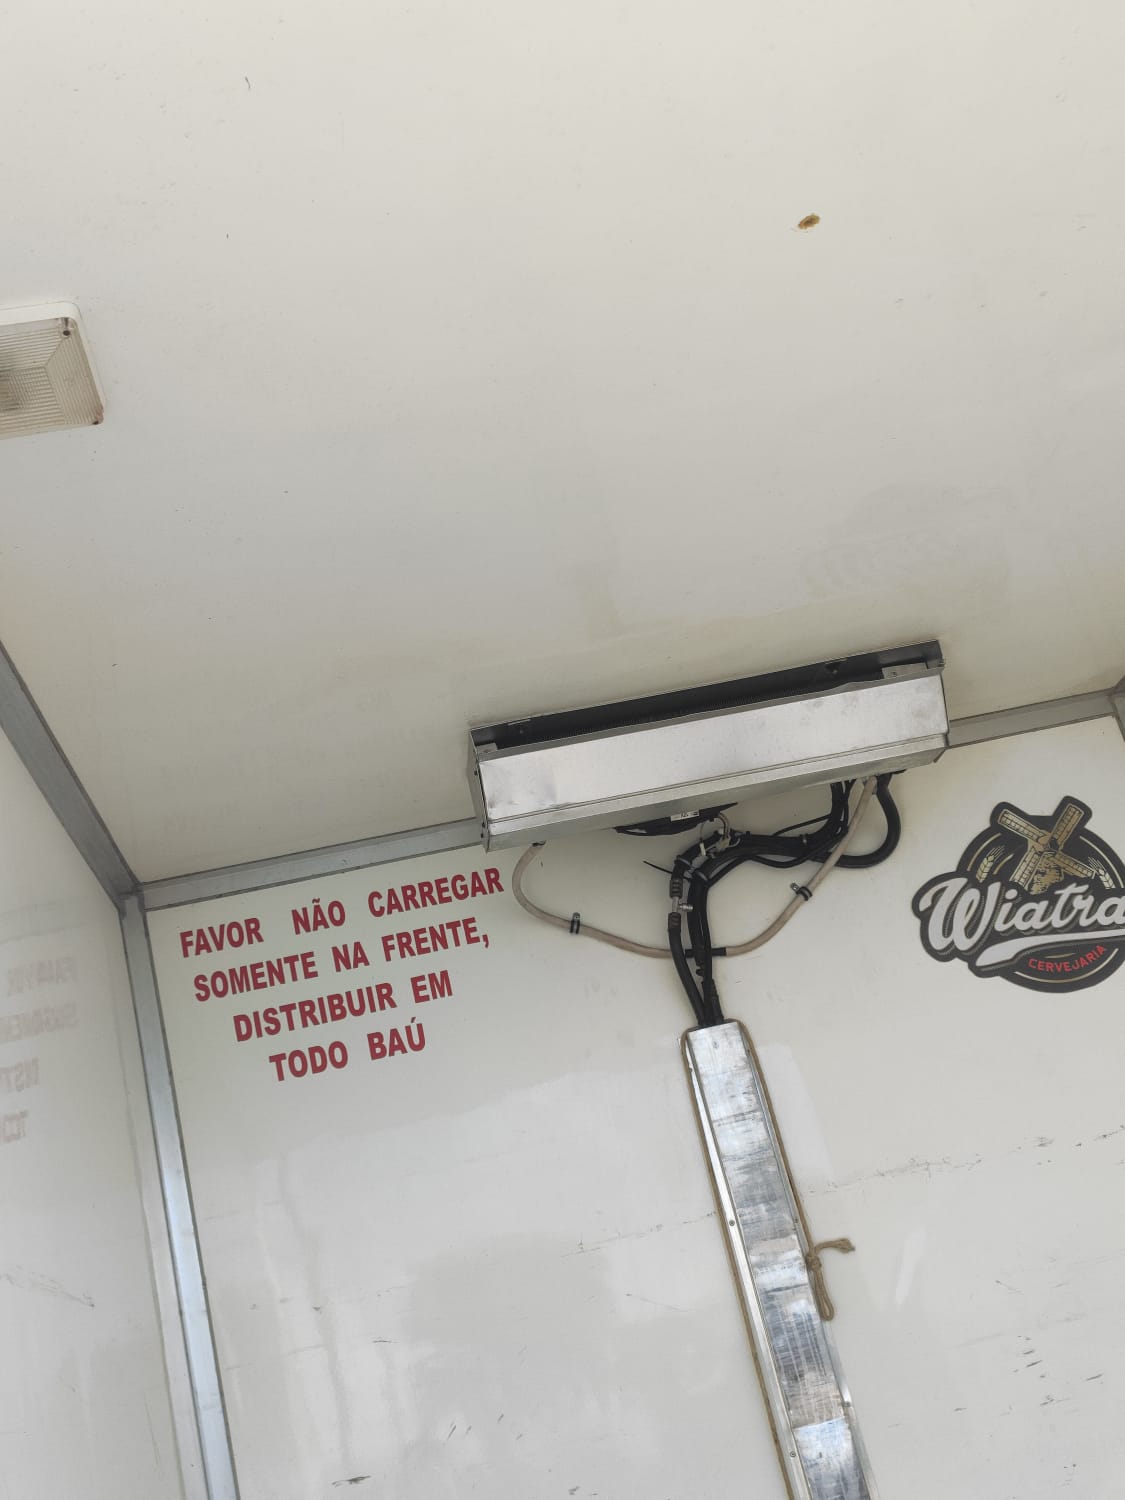 FAVOR NÃO CARREGAR
SOMENTE NA FRENTE,
DISTRIBUIR EM
TODO BAÚ
Wiatra
CERVEJARIA